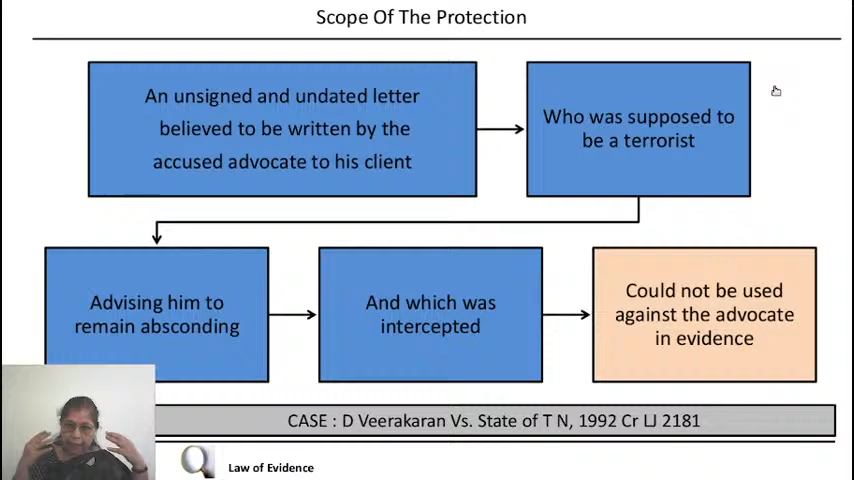 Scope Of The Protection
An unsigned and undated letter
believed to be written by the
accused advocate to his client
Who was supposed to
be a terrorist
Advising him to
remain absconding
And which was
intercepted
Could not be used
against the advocate
in evidence
CASE : D Veerakaran Vs. State of T N, 1992 Cr LJ 2181
Law of Evidence